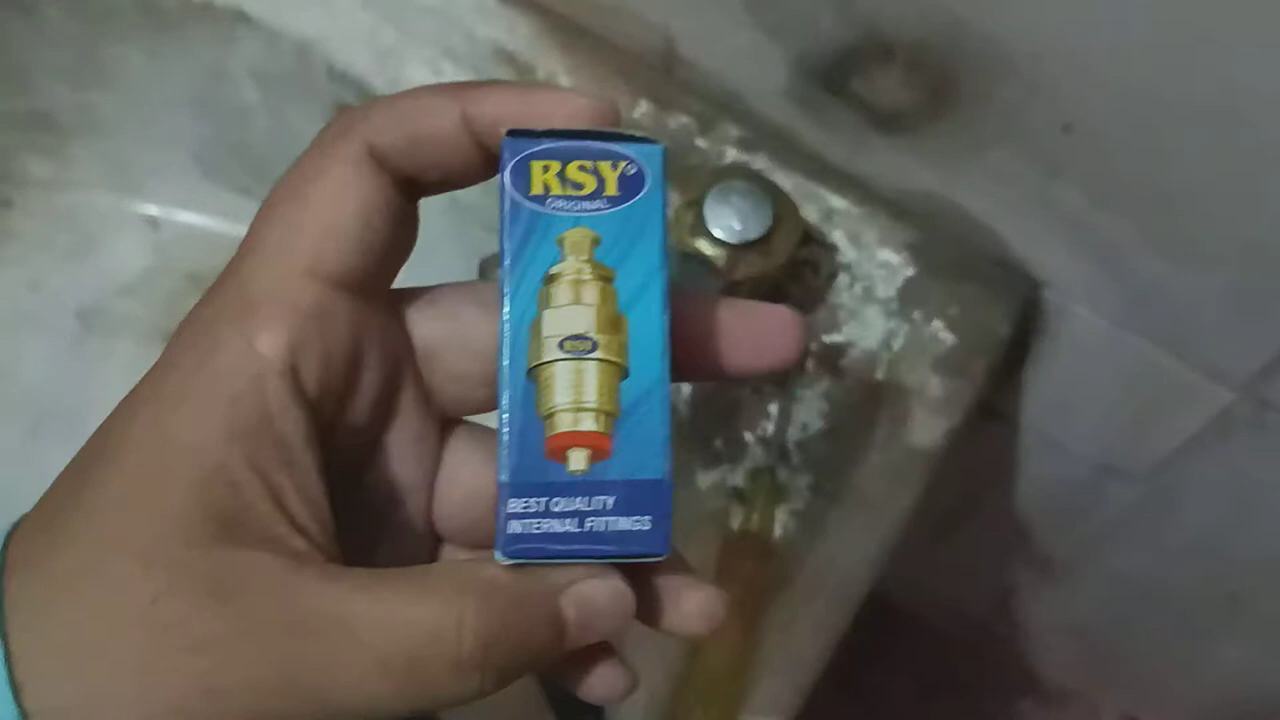 RSY
ORIGINAL
RSY
BEST QUALITY
INTERNAL FITTINGS